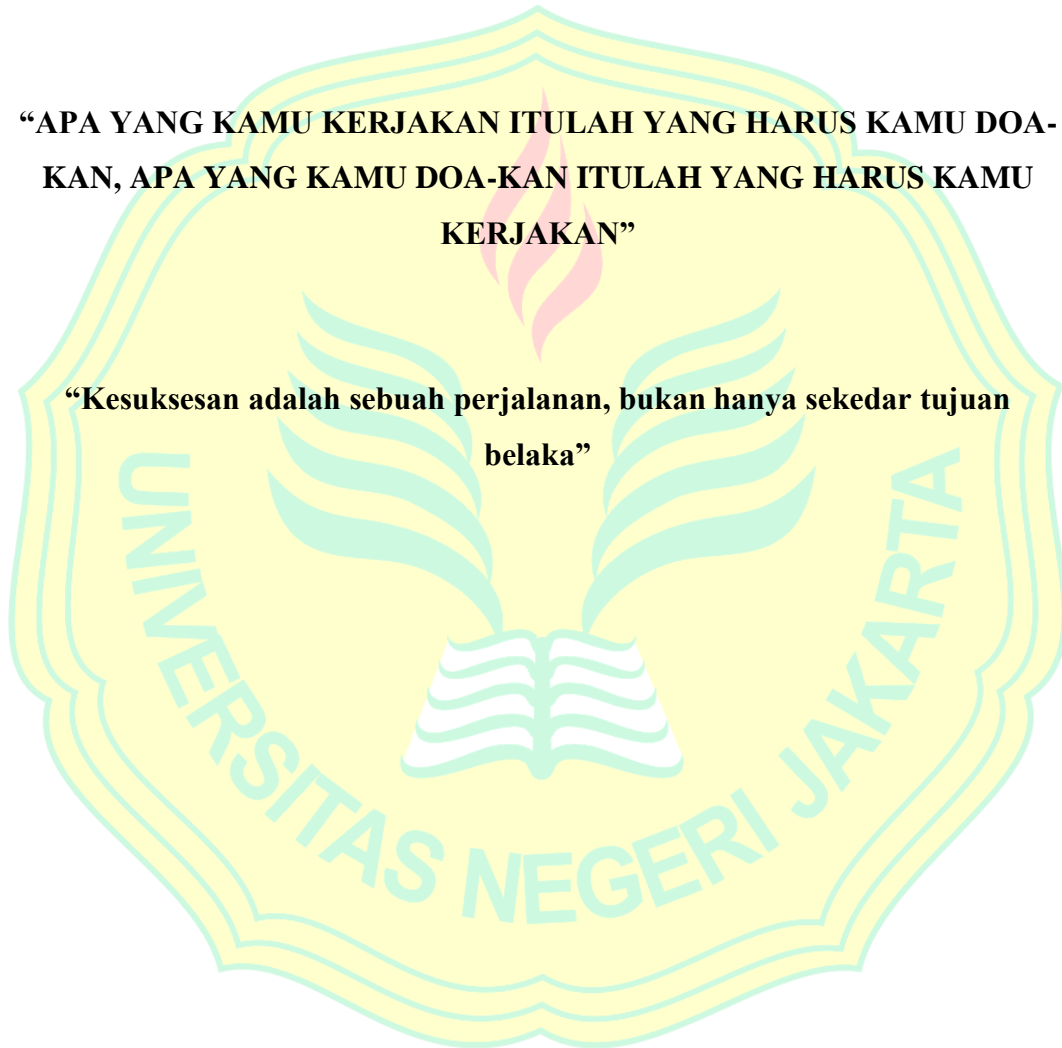 “APA YANG KAMU KERJAKAN ITULAH YANG HARUS KAMU DOA-
KAN, APA YANG KAMU DOA-KAN ITULAH YANG HARUS KAMU
KERJAKAN”
“Kesuksesan adalah sebuah perjalanan, bukan hanya sekedar tujuan
belaka”
UNIVERSITAS NEGERI JAKARTA